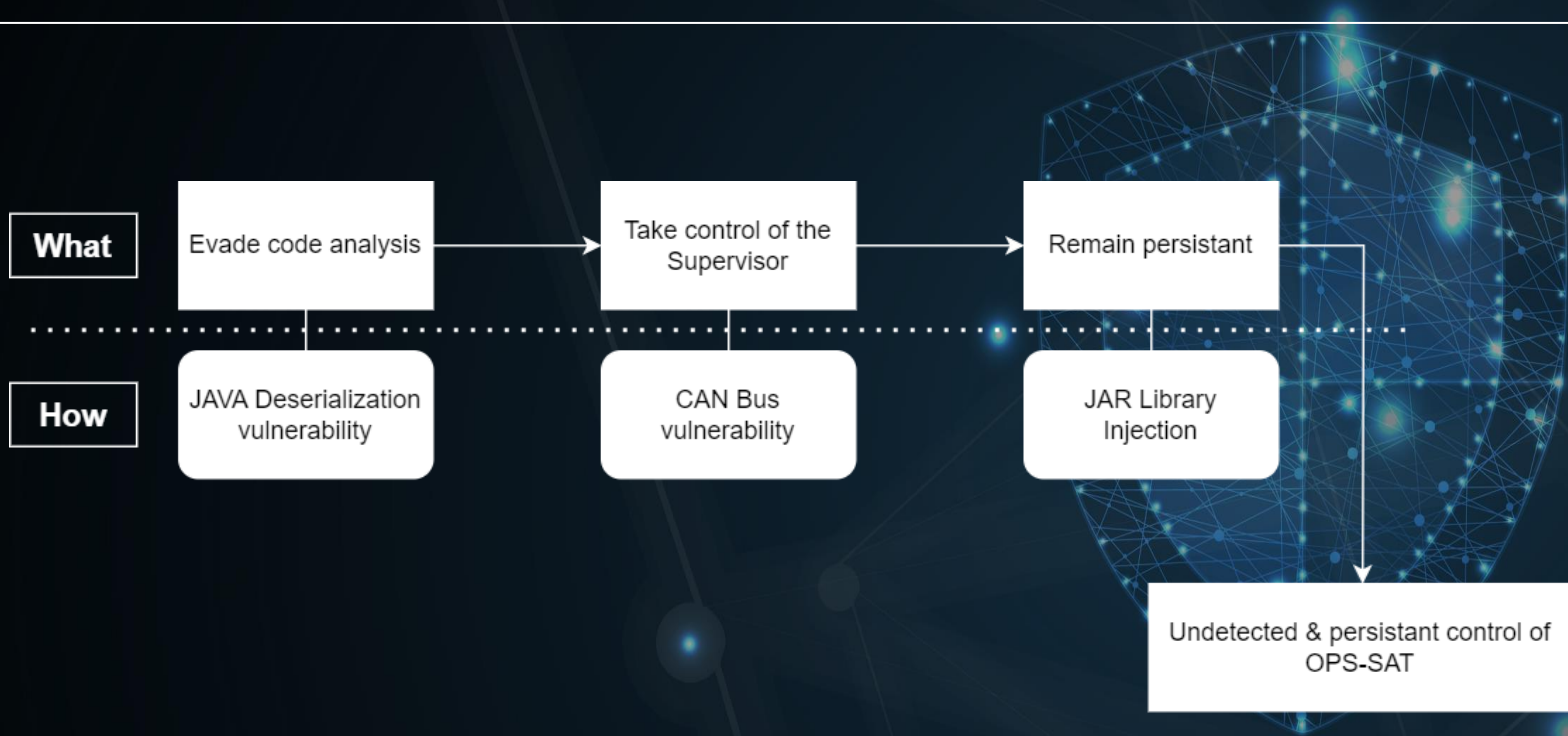 What
Evade code analysis
Take control of the
Supervisor
Remain persistant
How
JAVA Deserialization
vulnerability
CAN Bus
vulnerability
JAR Library
Injection
Undetected & persistant control of
OPS-SAT